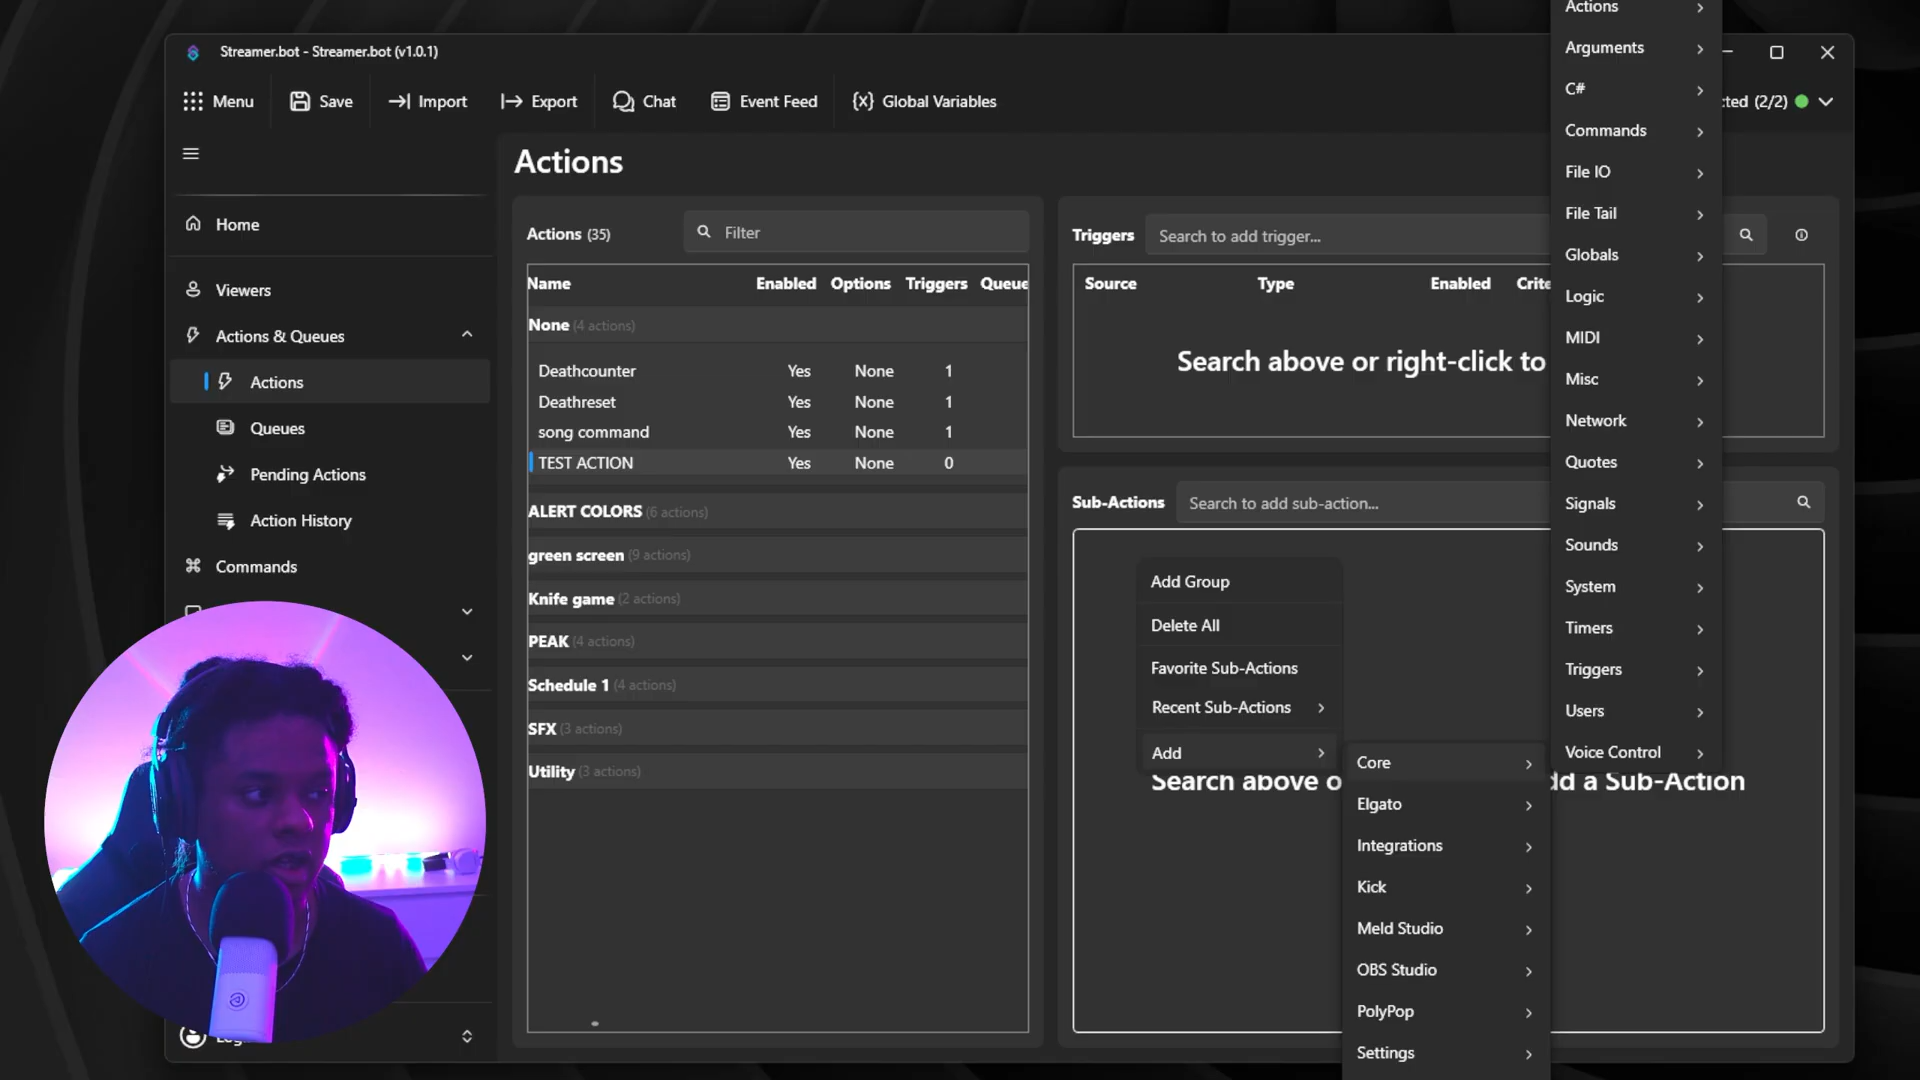 Streamer.bot - Streamer.bot (v1.0.1)
Menu
Save
Import
Export
Chat
Event Feed
Global Variables
cted (2/2)
Home
Viewers
Actions & Queues
Actions
Queues
Pending Actions
Action History
Commands
Actions
Actions (35)
Filter
Name Enabled Options Triggers Queue
None (4 actions)
Deathcounter Yes None 1
Deathreset Yes None 1
song command Yes None 1
TEST ACTION Yes None 0
ALERT COLORS (6 actions)
green screen (9 actions)
Knife game (2 actions)
PEAK (4 actions)
Schedule 1 (4 actions)
SFX (3 actions)
Utility (3 actions)
Triggers
Search to add trigger...
Source Type Enabled Crite
Search above or right-click to
Sub-Actions
Search to add sub-action...
Add Group
Delete All
Favorite Sub-Actions
Recent Sub-Actions
Add
Search above o
dd a Sub-Action
Core
Elgato
Integrations
Kick
Meld Studio
OBS Studio
PolyPop
Settings
Actions
Arguments
C#
Commands
File IO
File Tail
Globals
Logic
MIDI
Misc
Network
Quotes
Signals
Sounds
System
Timers
Triggers
Users
Voice Control